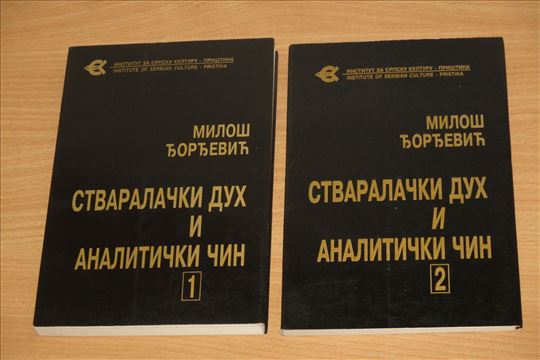 ИНСТИТУТ ЗА СРПСКУ КУЛТУРУ - ПРИШТИНА
INSTITUTE OF SERBIAN CULTURE - PRISTINA
МИЛОШ
ЂОРЂЕВИЋ
СТВАРАЛАЧКИ ДУХ
И
АНАЛИТИЧКИ ЧИН
1
ИНСТИТУТ ЗА СРПСКУ КУЛТУРУ - ПРИШТИНА
INSTITUTE OF SERBIAN CULTURE - PRISTINA
МИЛОШ
ЂОРЂЕВИЋ
СТВАРАЛАЧКИ ДУХ
И
АНАЛИТИЧКИ ЧИН
2